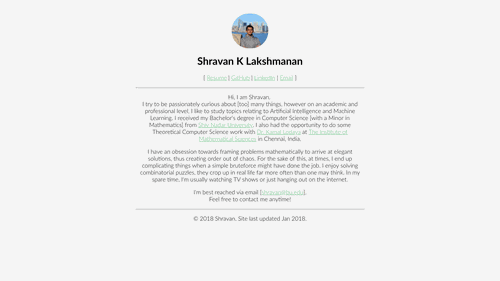 Shravan K Lakshmanan
[ Resume | GitHub | LinkedIn | Email ]
Hi, I am Shravan.
I try to be passionately curious about [too] many things, however on an academic and
professional level, I like to study topics relating to Artificial Intelligence and Machine
Learning. I received my Bachelor's degree in Computer Science [with a Minor in
Mathematics] from Shiv Nadar University. I also had the opportunity to do some
Theoretical Computer Science work with Dr. Kamal Lodaya at The Institute of
Mathematical Sciences in Chennai, India.
I have an obsession towards framing problems mathematically to arrive at elegant
solutions, thus creating order out of chaos. For the sake of this, at times, I end up
complicating things when a simple bruteforce might have done the job. I enjoy solving
combinatorial puzzles, they crop up in real life far more often than one may think. In my
spare time, I'm usually watching TV shows or just hanging out on the internet.
I'm best reached via email
Feel free to contact me anytime!
© 2018 Shravan. Site last updated Jan 2018.